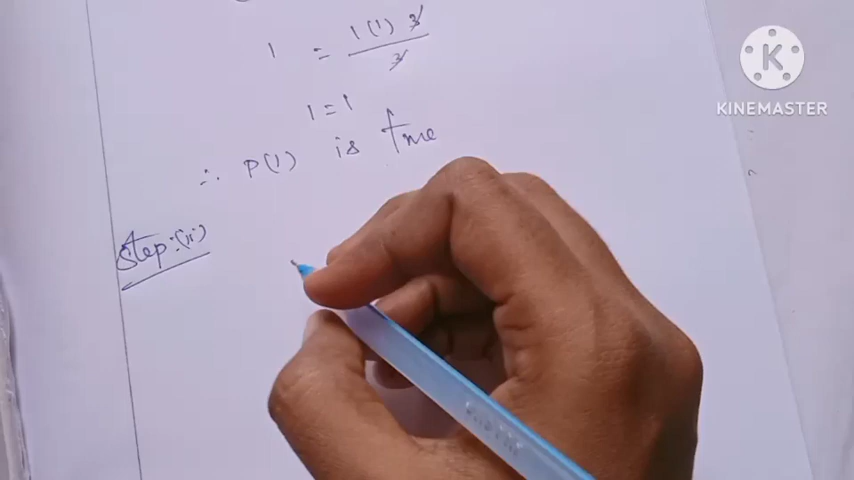 1 = 1(1) 3
3
1 = 1
∴ P(1) is true
Step:(ii)
K
KINEMASTER